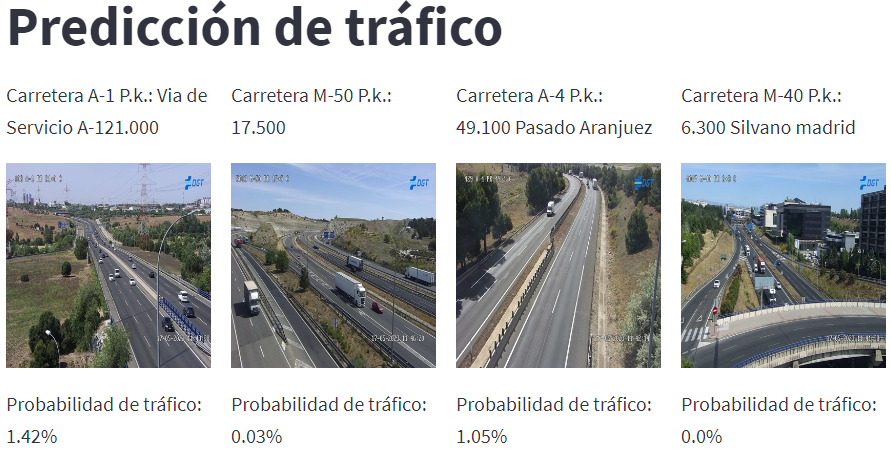 Predicción de tráfico
Carretera A-1 P.k.: Via de
Servicio A-121.000
Carretera M-50 P.k.:
17.500
Carretera A-4 P.k.:
49.100 Pasado Aranjuez
Carretera M-40 P.k.:
6.300 Silvano madrid
DGT
DGT
DGT
DGT
Probabilidad de tráfico:
1.42%
Probabilidad de tráfico:
0.03%
Probabilidad de tráfico:
1.05%
Probabilidad de tráfico:
0.0%